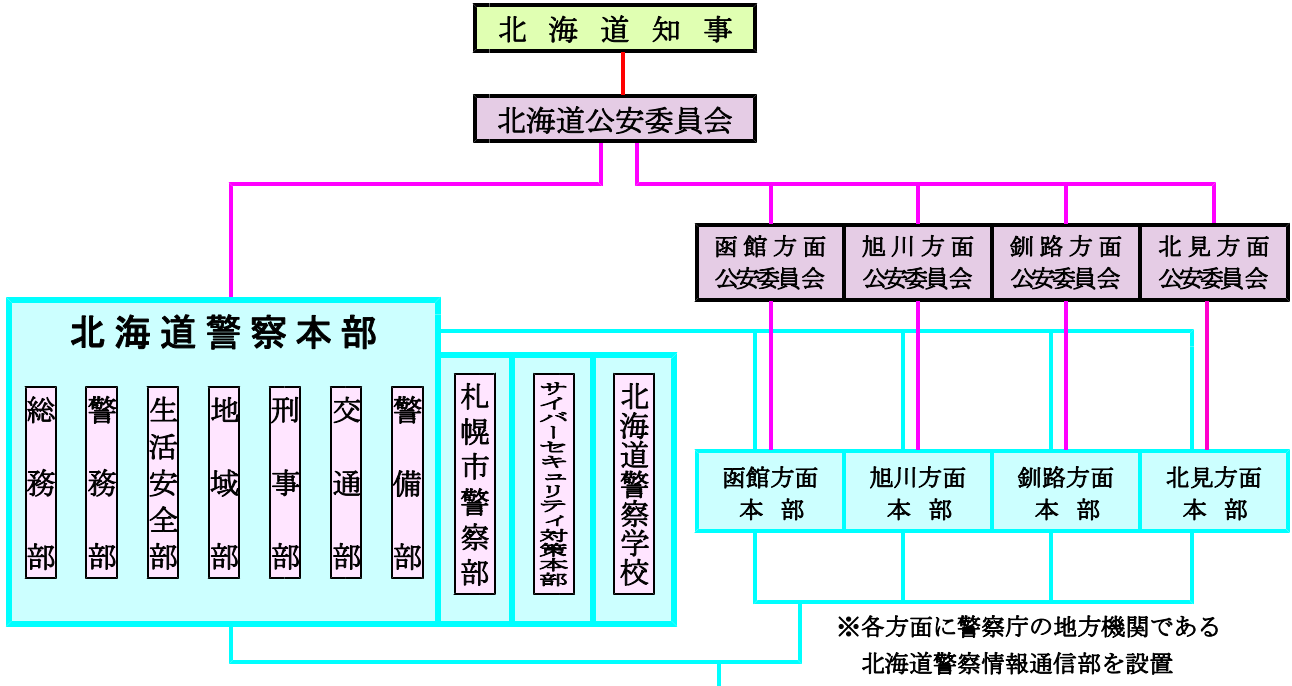 北海道知事
北海道公安委員会
函館方面
公安委員会
旭川方面
公安委員会
釧路方面
公安委員会
北見方面
公安委員会
北海道警察本部
総務部
警務部
生活安全部
地域部
刑事部
交通部
警備部
札幌市警察部
サイバーセキュリティ対策本部
北海道警察学校
函館方面
本部
旭川方面
本部
釧路方面
本部
北見方面
本部
※各方面に警察庁の地方機関である
北海道警察情報通信部を設置